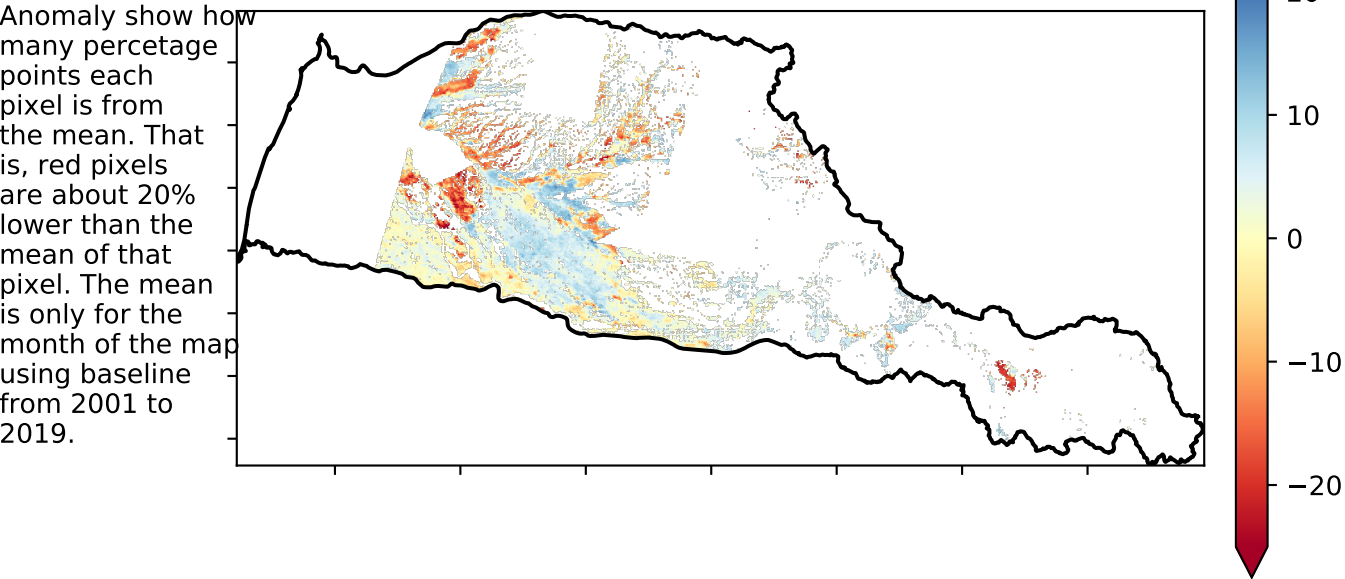 Anomaly show how
many percetage
points each
pixel is from
the mean. That
is, red pixels
are about 20%
lower than the
mean of that
pixel. The mean
is only for the
month of the map
using baseline
from 2001 to
2019.
10
0
−10
−20